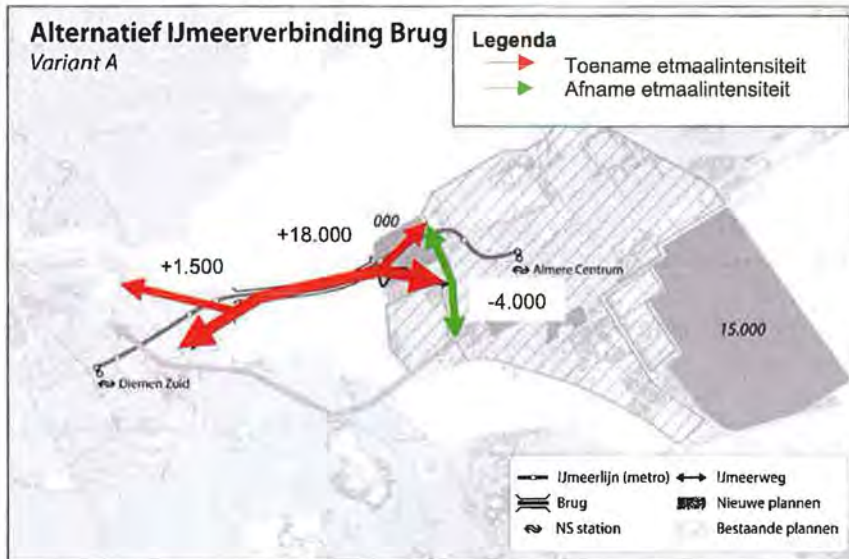 Alternatief IJmeerverbinding Brug
Variant A
Legenda
Toename etmaalintensiteit
Afname etmaalintensiteit
000
+18.000
+1.500
Almere Centrum
-4.000
15.000
Diemen Zuid
IJmeerlijn (metro)
IJmeerweg
Brug
Nieuwe plannen
NS station
Bestaande plannen